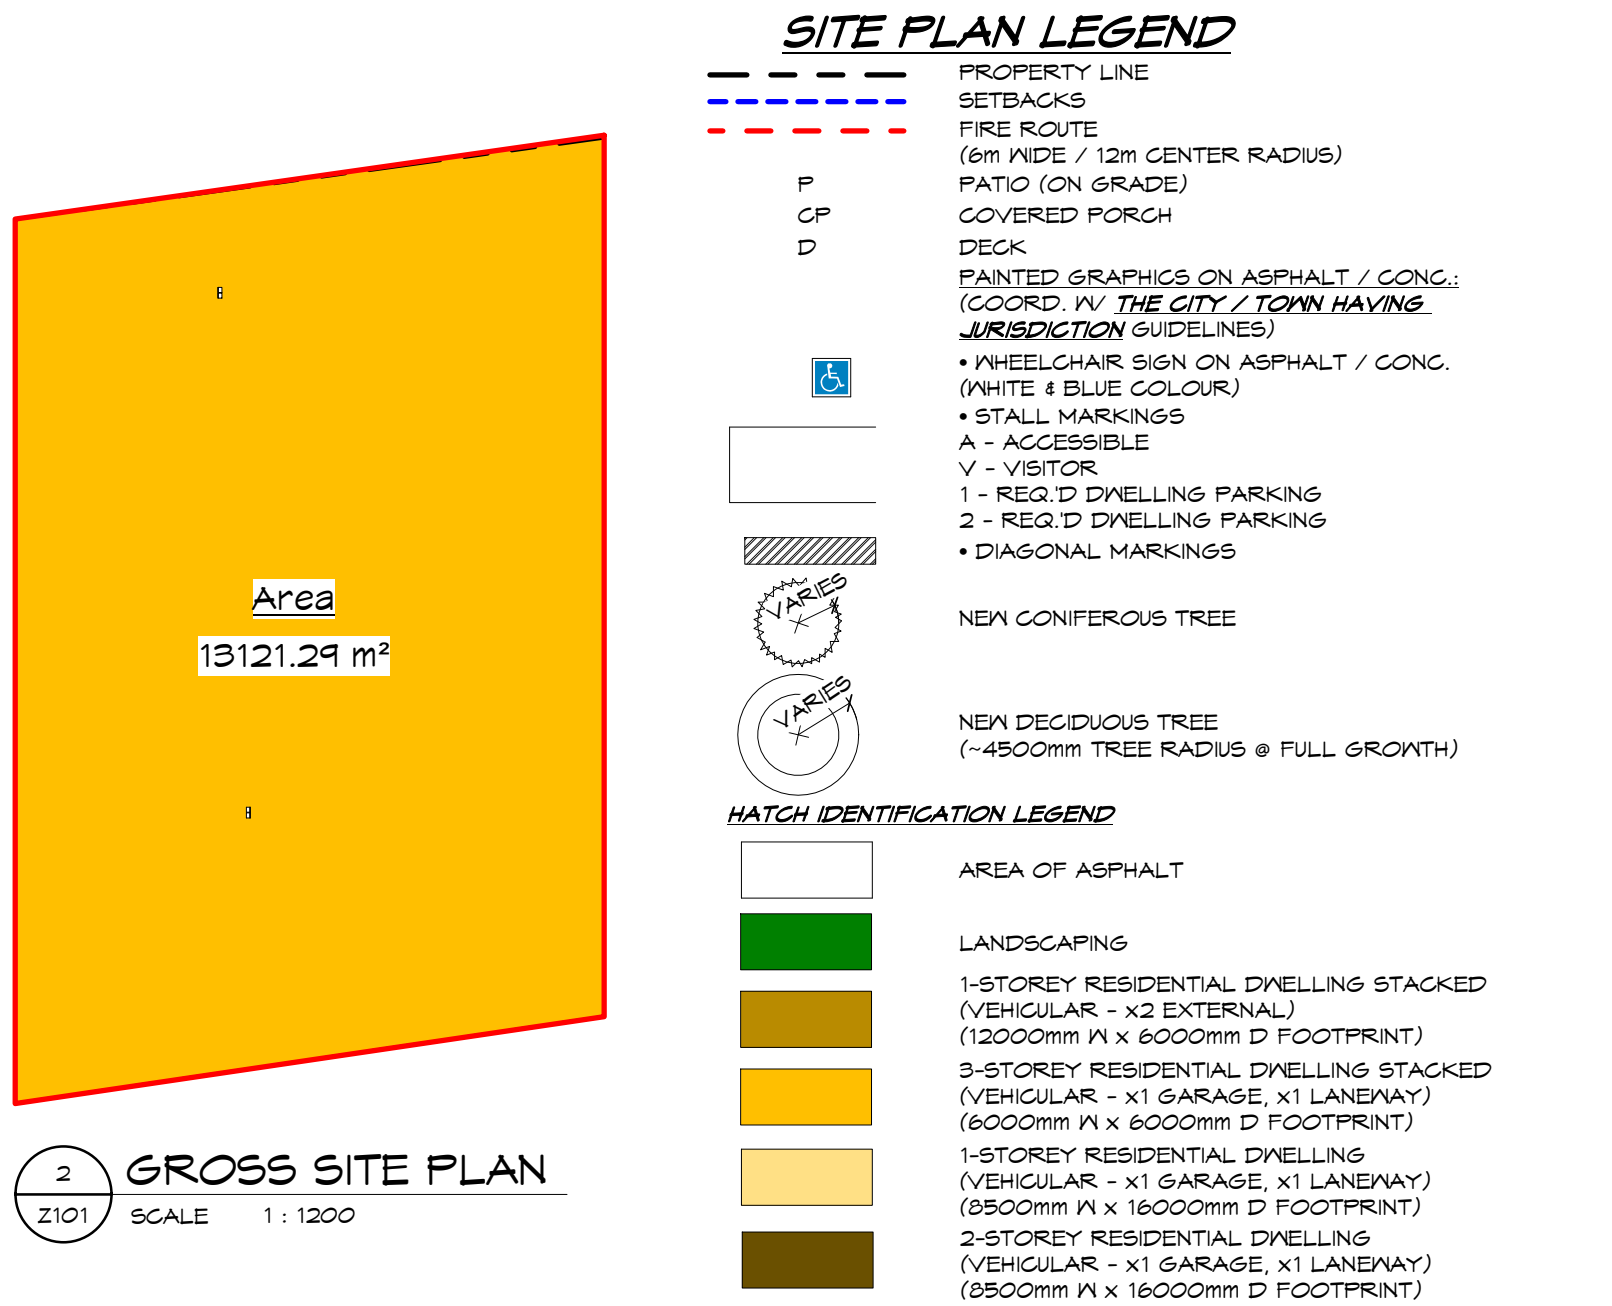 Area
13121.29 m²
2
Z101
GROSS SITE PLAN
SCALE 1 : 1200
SITE PLAN LEGEND
PROPERTY LINE
SETBACKS
FIRE ROUTE
(6m WIDE / 12m CENTER RADIUS)
P PATIO (ON GRADE)
CP COVERED PORCH
D DECK
PAINTED GRAPHICS ON ASPHALT / CONC.:
(COORD. W/ THE CITY / TOWN HAVING
JURISDICTION GUIDELINES)
• WHEELCHAIR SIGN ON ASPHALT / CONC.
(WHITE & BLUE COLOUR)
• STALL MARKINGS
A - ACCESSIBLE
V - VISITOR
1 - REQ.'D DWELLING PARKING
2 - REQ.'D DWELLING PARKING
• DIAGONAL MARKINGS
VARIES
NEW CONIFEROUS TREE
VARIES
NEW DECIDUOUS TREE
(~4500mm TREE RADIUS @ FULL GROWTH)
HATCH IDENTIFICATION LEGEND
AREA OF ASPHALT
LANDSCAPING
1-STOREY RESIDENTIAL DWELLING STACKED
(VEHICULAR - x2 EXTERNAL)
(12000mm W x 6000mm D FOOTPRINT)
3-STOREY RESIDENTIAL DWELLING STACKED
(VEHICULAR - x1 GARAGE, x1 LANEWAY)
(6000mm W x 6000mm D FOOTPRINT)
1-STOREY RESIDENTIAL DWELLING
(VEHICULAR - x1 GARAGE, x1 LANEWAY)
(8500mm W x 16000mm D FOOTPRINT)
2-STOREY RESIDENTIAL DWELLING
(VEHICULAR - x1 GARAGE, x1 LANEWAY)
(8500mm W x 16000mm D FOOTPRINT)